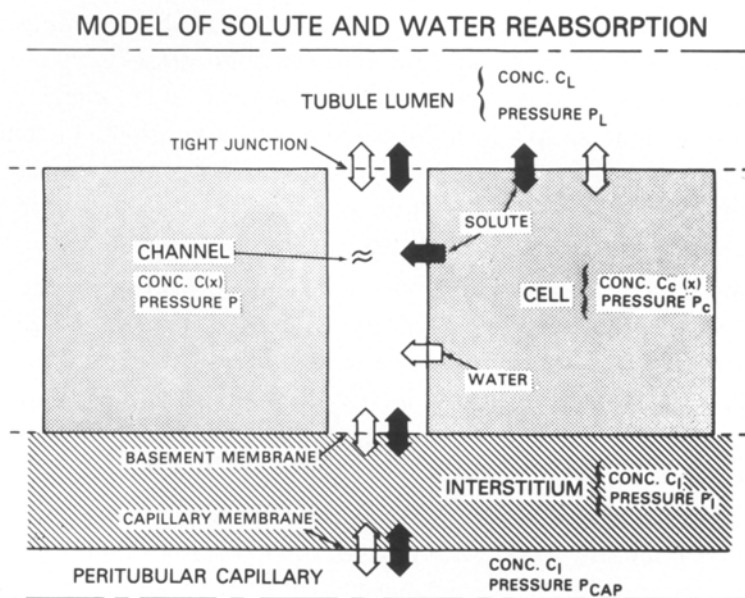 MODEL OF SOLUTE AND WATER REABSORPTION
TUBULE LUMEN
CONC. CL
PRESSURE PL
TIGHT JUNCTION
SOLUTE
CHANNEL
≈
CONC. C(x)
PRESSURE P
CELL
CONC. Cc (x)
PRESSURE Pc
WATER
BASEMENT MEMBRANE
INTERSTITIUM
CONC. CI
PRESSURE PI
CAPILLARY MEMBRANE
PERITUBULAR CAPILLARY
CONC. CI
PRESSURE PCAP